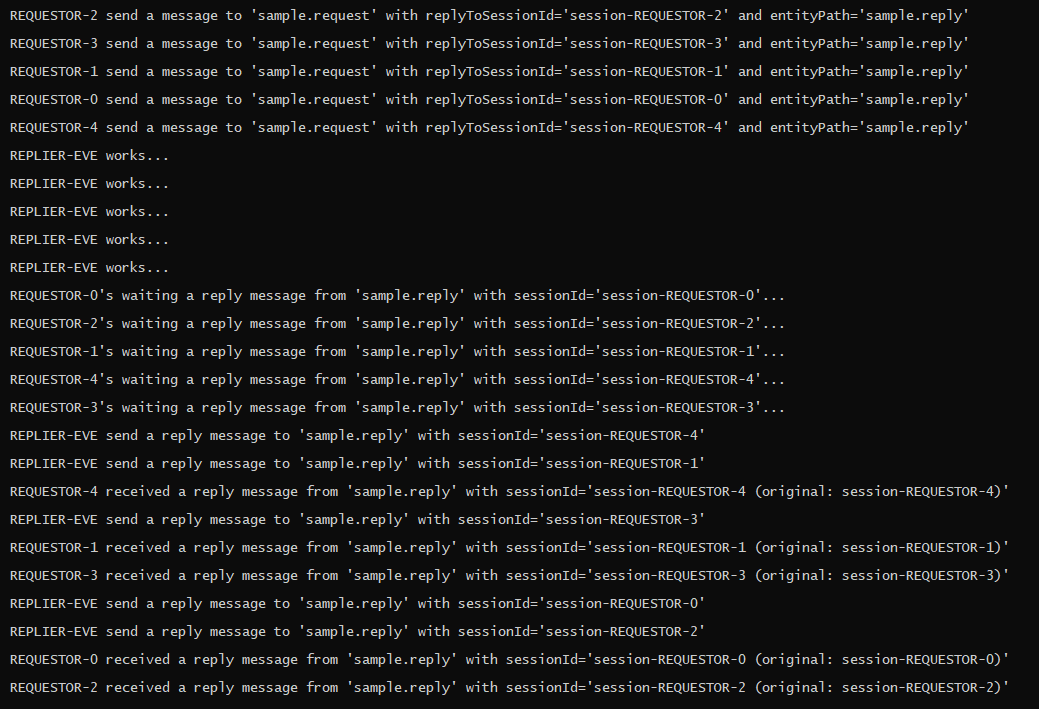 REQUESTOR-2 send a message to 'sample.request' with replyToSessionId='session-REQUESTOR-2' and entityPath='sample.reply'
REQUESTOR-3 send a message to 'sample.request' with replyToSessionId='session-REQUESTOR-3' and entityPath='sample.reply'
REQUESTOR-1 send a message to 'sample.request' with replyToSessionId='session-REQUESTOR-1' and entityPath='sample.reply'
REQUESTOR-0 send a message to 'sample.request' with replyToSessionId='session-REQUESTOR-0' and entityPath='sample.reply'
REQUESTOR-4 send a message to 'sample.request' with replyToSessionId='session-REQUESTOR-4' and entityPath='sample.reply'
REPLIER-EVE works...
REPLIER-EVE works...
REPLIER-EVE works...
REPLIER-EVE works...
REPLIER-EVE works...
REQUESTOR-0's waiting a reply message from 'sample.reply' with sessionId='session-REQUESTOR-0'...
REQUESTOR-2's waiting a reply message from 'sample.reply' with sessionId='session-REQUESTOR-2'...
REQUESTOR-1's waiting a reply message from 'sample.reply' with sessionId='session-REQUESTOR-1'...
REQUESTOR-4's waiting a reply message from 'sample.reply' with sessionId='session-REQUESTOR-4'...
REQUESTOR-3's waiting a reply message from 'sample.reply' with sessionId='session-REQUESTOR-3'...
REPLIER-EVE send a reply message to 'sample.reply' with sessionId='session-REQUESTOR-4'
REPLIER-EVE send a reply message to 'sample.reply' with sessionId='session-REQUESTOR-1'
REQUESTOR-4 received a reply message from 'sample.reply' with sessionId='session-REQUESTOR-4 (original: session-REQUESTOR-4)'
REPLIER-EVE send a reply message to 'sample.reply' with sessionId='session-REQUESTOR-3'
REQUESTOR-1 received a reply message from 'sample.reply' with sessionId='session-REQUESTOR-1 (original: session-REQUESTOR-1)'
REQUESTOR-3 received a reply message from 'sample.reply' with sessionId='session-REQUESTOR-3 (original: session-REQUESTOR-3)'
REPLIER-EVE send a reply message to 'sample.reply' with sessionId='session-REQUESTOR-0'
REPLIER-EVE send a reply message to 'sample.reply' with sessionId='session-REQUESTOR-2'
REQUESTOR-0 received a reply message from 'sample.reply' with sessionId='session-REQUESTOR-0 (original: session-REQUESTOR-0)'
REQUESTOR-2 received a reply message from 'sample.reply' with sessionId='session-REQUESTOR-2 (original: session-REQUESTOR-2)'